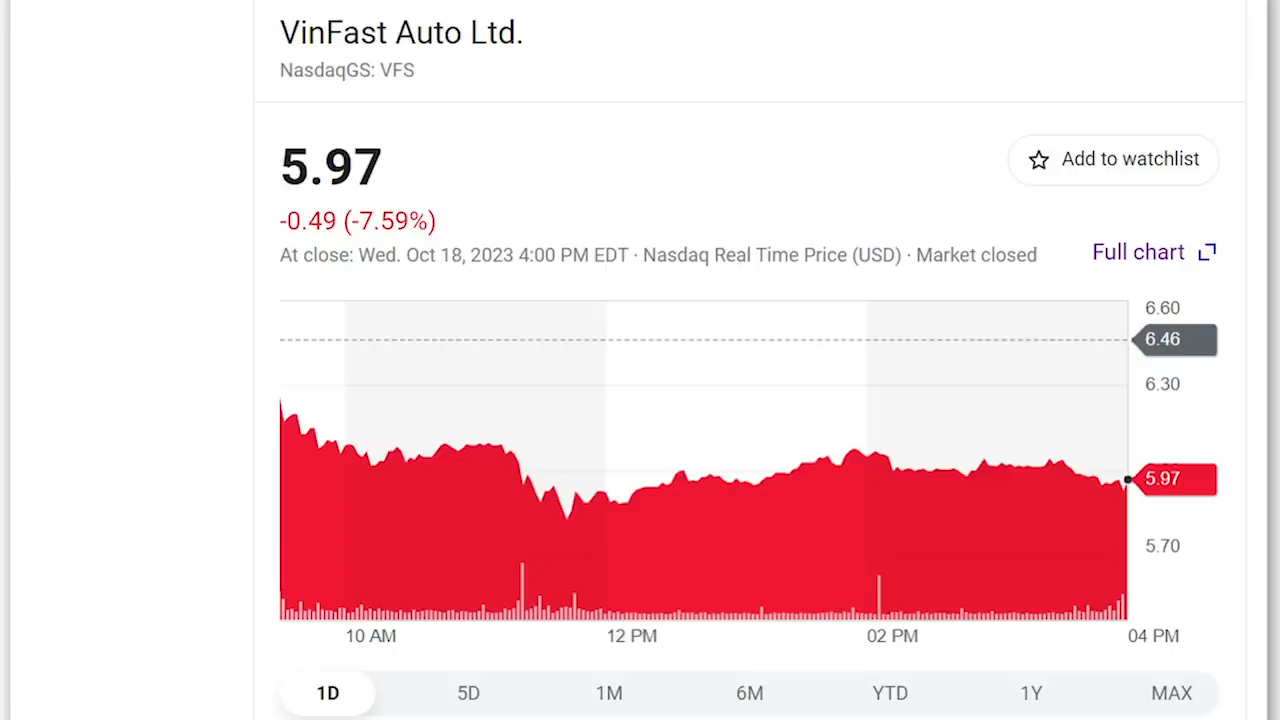 VinFast Auto Ltd.
NasdaqGS: VFS
5.97
Add to watchlist
-0.49 (-7.59%)
At close: Wed. Oct 18, 2023 4:00 PM EDT · Nasdaq Real Time Price (USD) · Market closed
Full chart
6.60
6.46
6.30
5.97
5.70
10 AM 12 PM 02 PM 04 PM
1D 5D 1M 6M YTD 1Y MAX